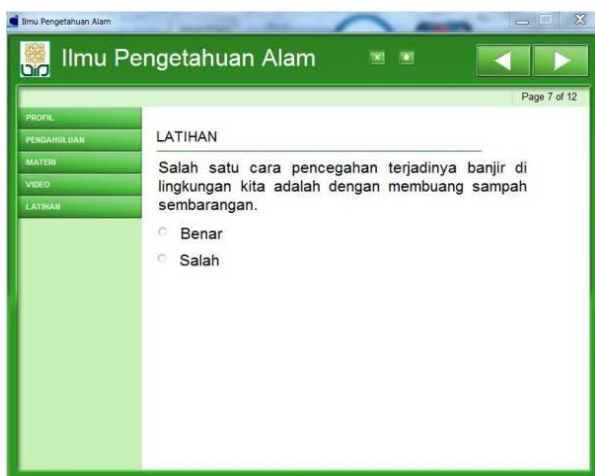 Ilmu Pengetahuan Alam
Ilmu Pengetahuan Alam
Page 7 of 12
PROFIL
PENDAHULUAN
MATERI
VIDEO
LATIHAN
LATIHAN
Salah satu cara pencegahan terjadinya banjir di
lingkungan kita adalah dengan membuang sampah
sembarangan.
Benar
Salah